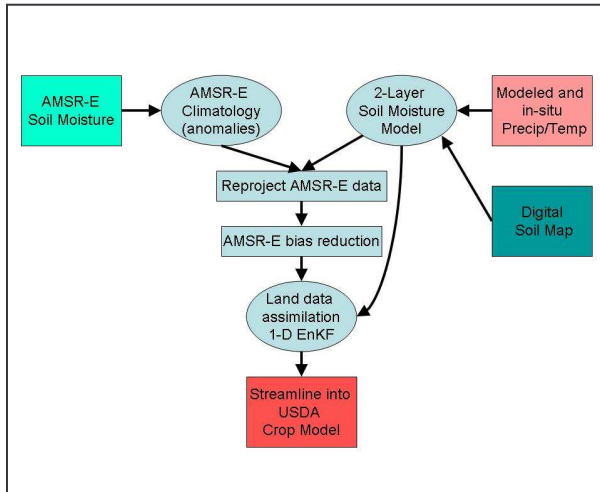 AMSR-E
Soil Moisture
AMSR-E
Climatology
(anomalies)
2-Layer
Soil Moisture
Model
Modeled and
in-situ
Precip/Temp
Reproject AMSR-E data
Digital
Soil Map
AMSR-E bias reduction
Land data
assimilation
1-D EnKF
Streamline into
USDA
Crop Model